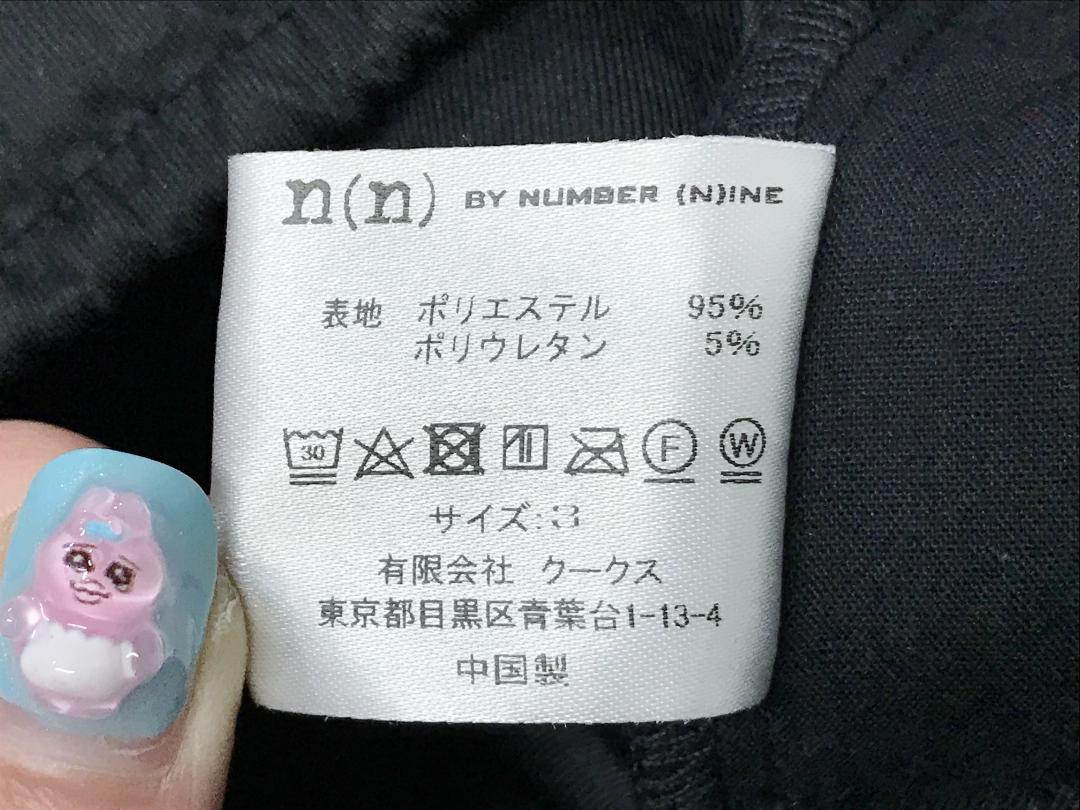 n(n) BY NUMBER (N)INE
表地 ポリエステル 95%
ポリウレタン 5%
30 F W
サイズ:3
有限会社 クークス
東京都目黒区青葉台1-13-4
中国製